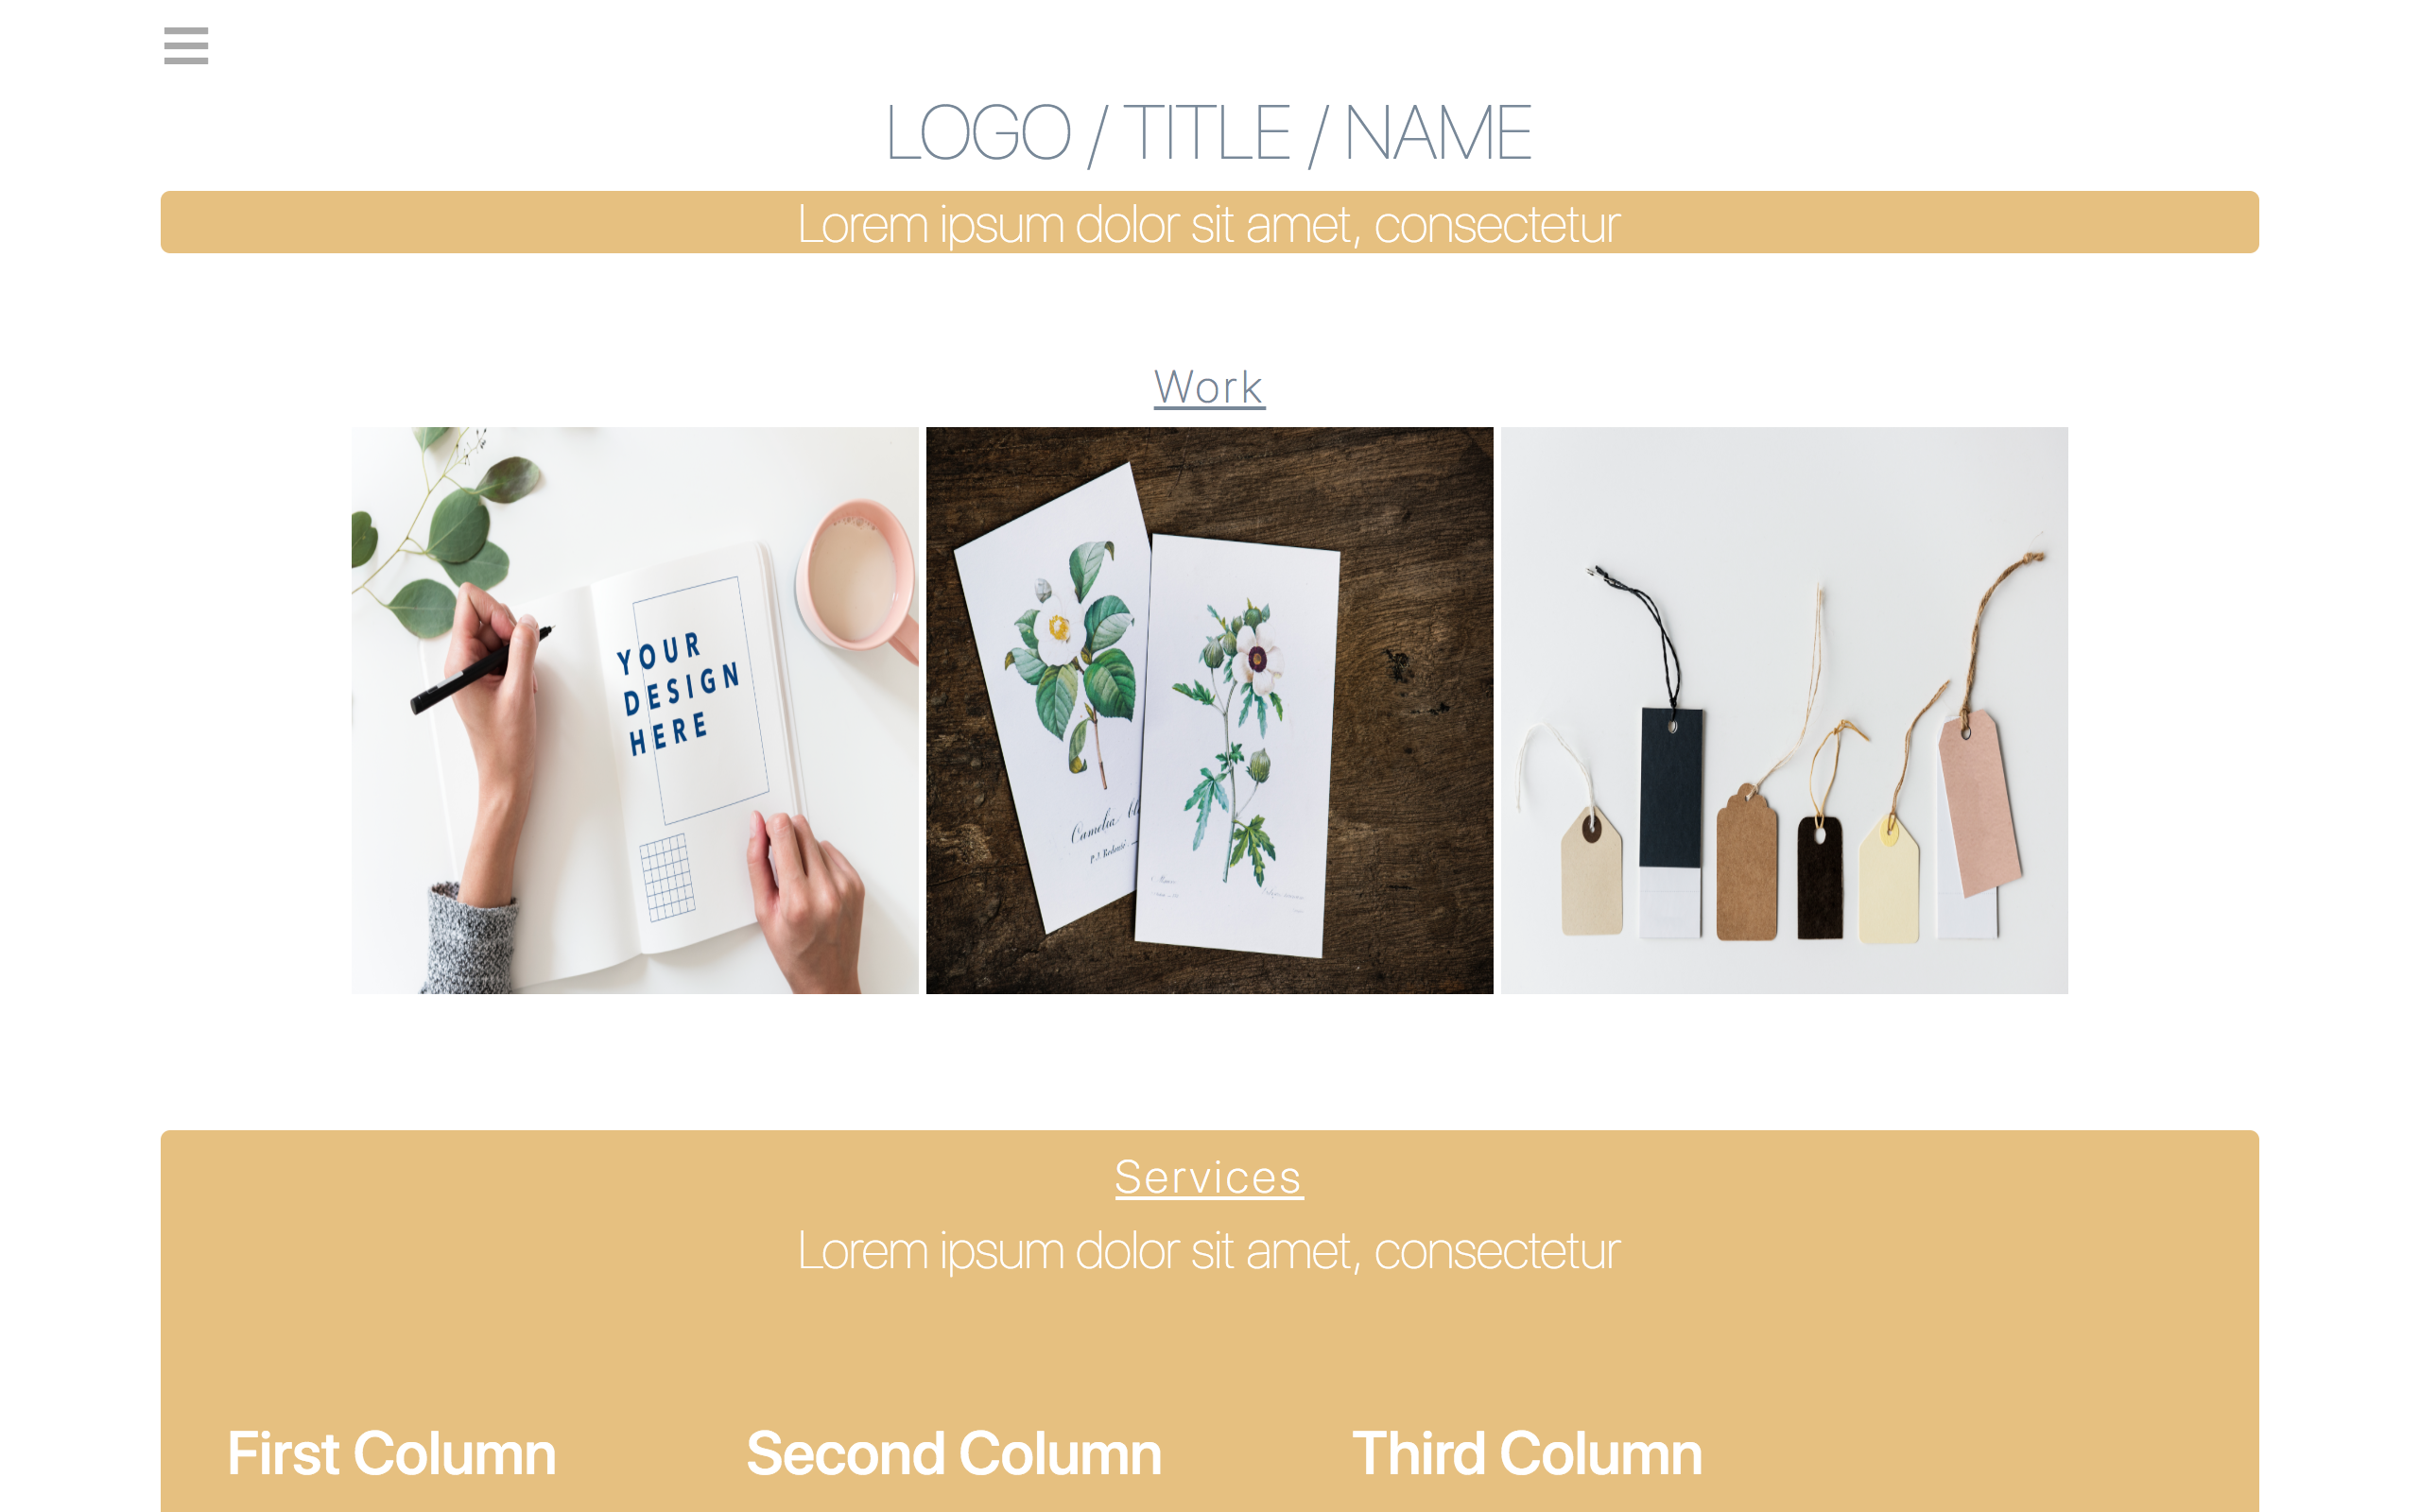 LOGO / TITLE / NAME
Lorem ipsum dolor sit amet, consectetur
Work
YOUR
DESIGN
HERE
Camelia
P. J. Redouté
Services
Lorem ipsum dolor sit amet, consectetur
First Column
Second Column
Third Column